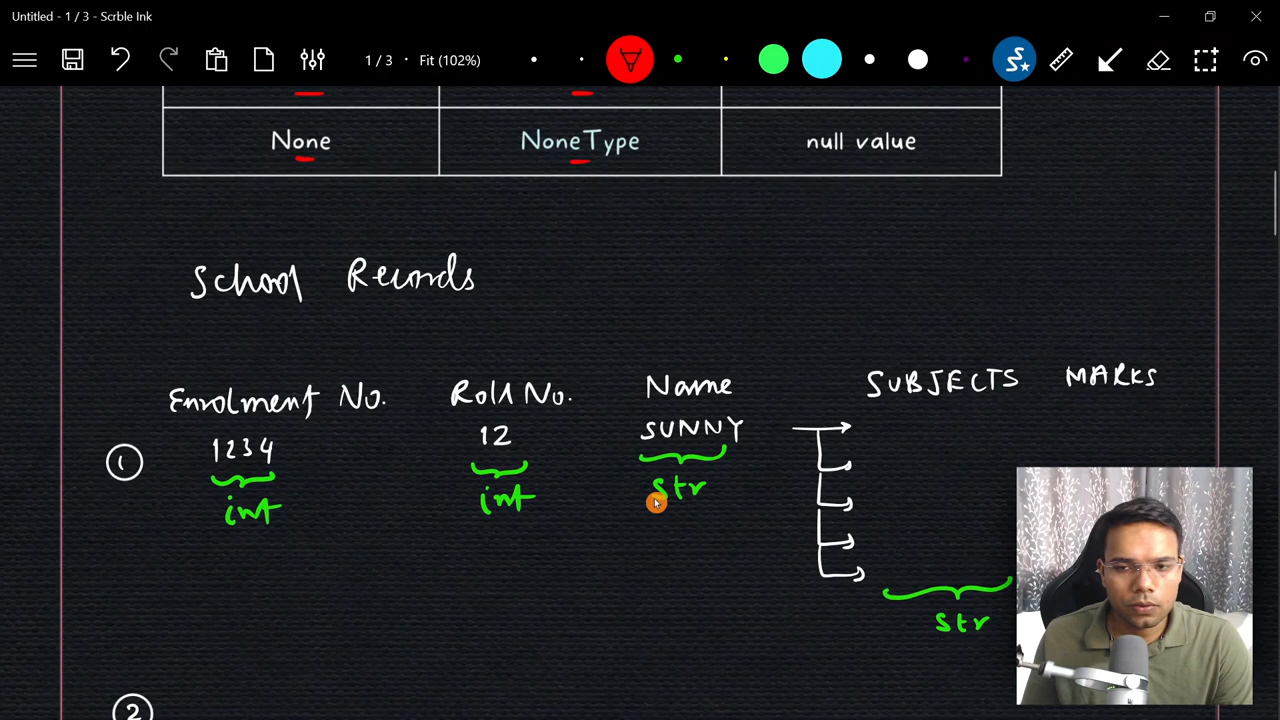 Untitled - 1 / 3 - Scrble Ink
1 / 3 · Fit (102%)
None NoneType null value
School Records
Enrolment No. Roll No. Name SUBJECTS MARKS
1 1234 12 SUNNY
int int str
str
2